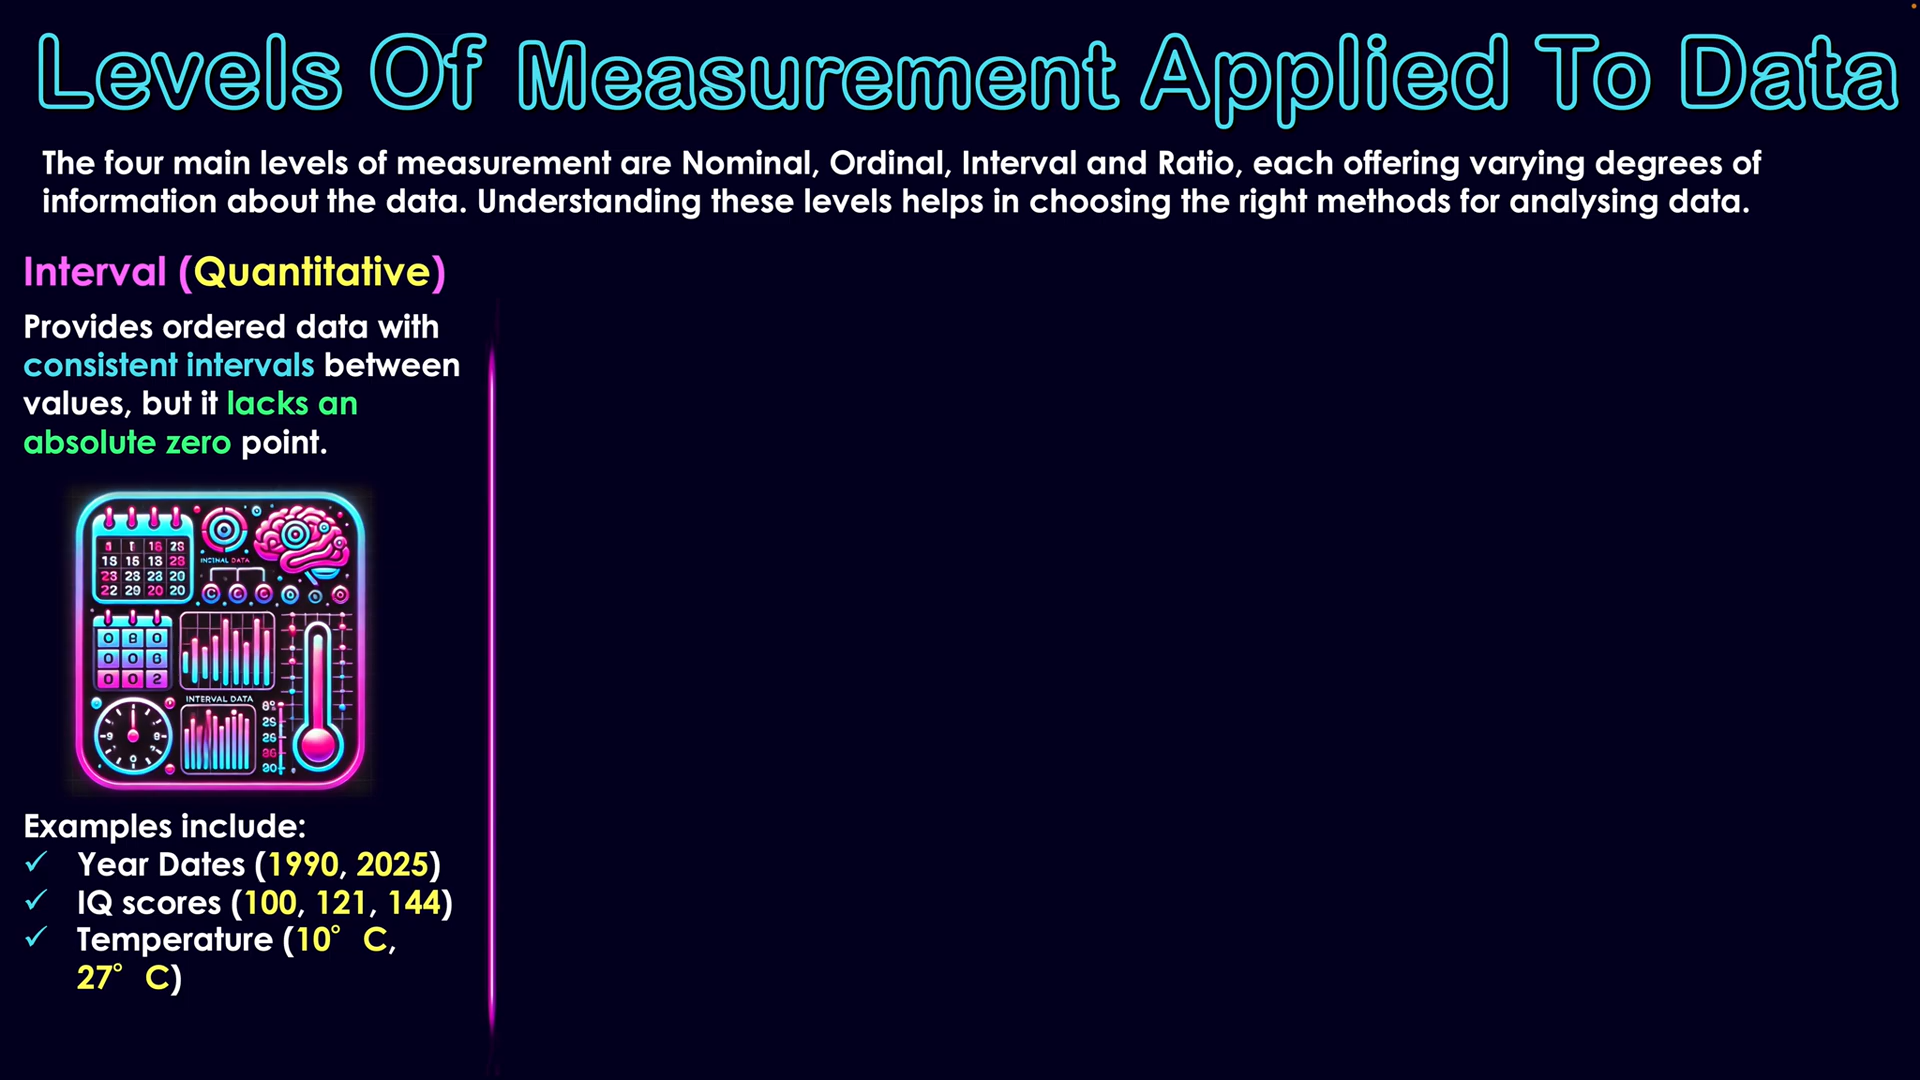 Levels Of Measurement Applied To Data
The four main levels of measurement are Nominal, Ordinal, Interval and Ratio, each offering varying degrees of
information about the data. Understanding these levels helps in choosing the right methods for analysing data.
Interval (Quantitative)
Provides ordered data with
consistent intervals between
values, but it lacks an
absolute zero point.
INTERVAL DATA
Examples include:
✓ Year Dates (1990, 2025)
✓ IQ scores (100, 121, 144)
✓ Temperature (10° C,
27° C)